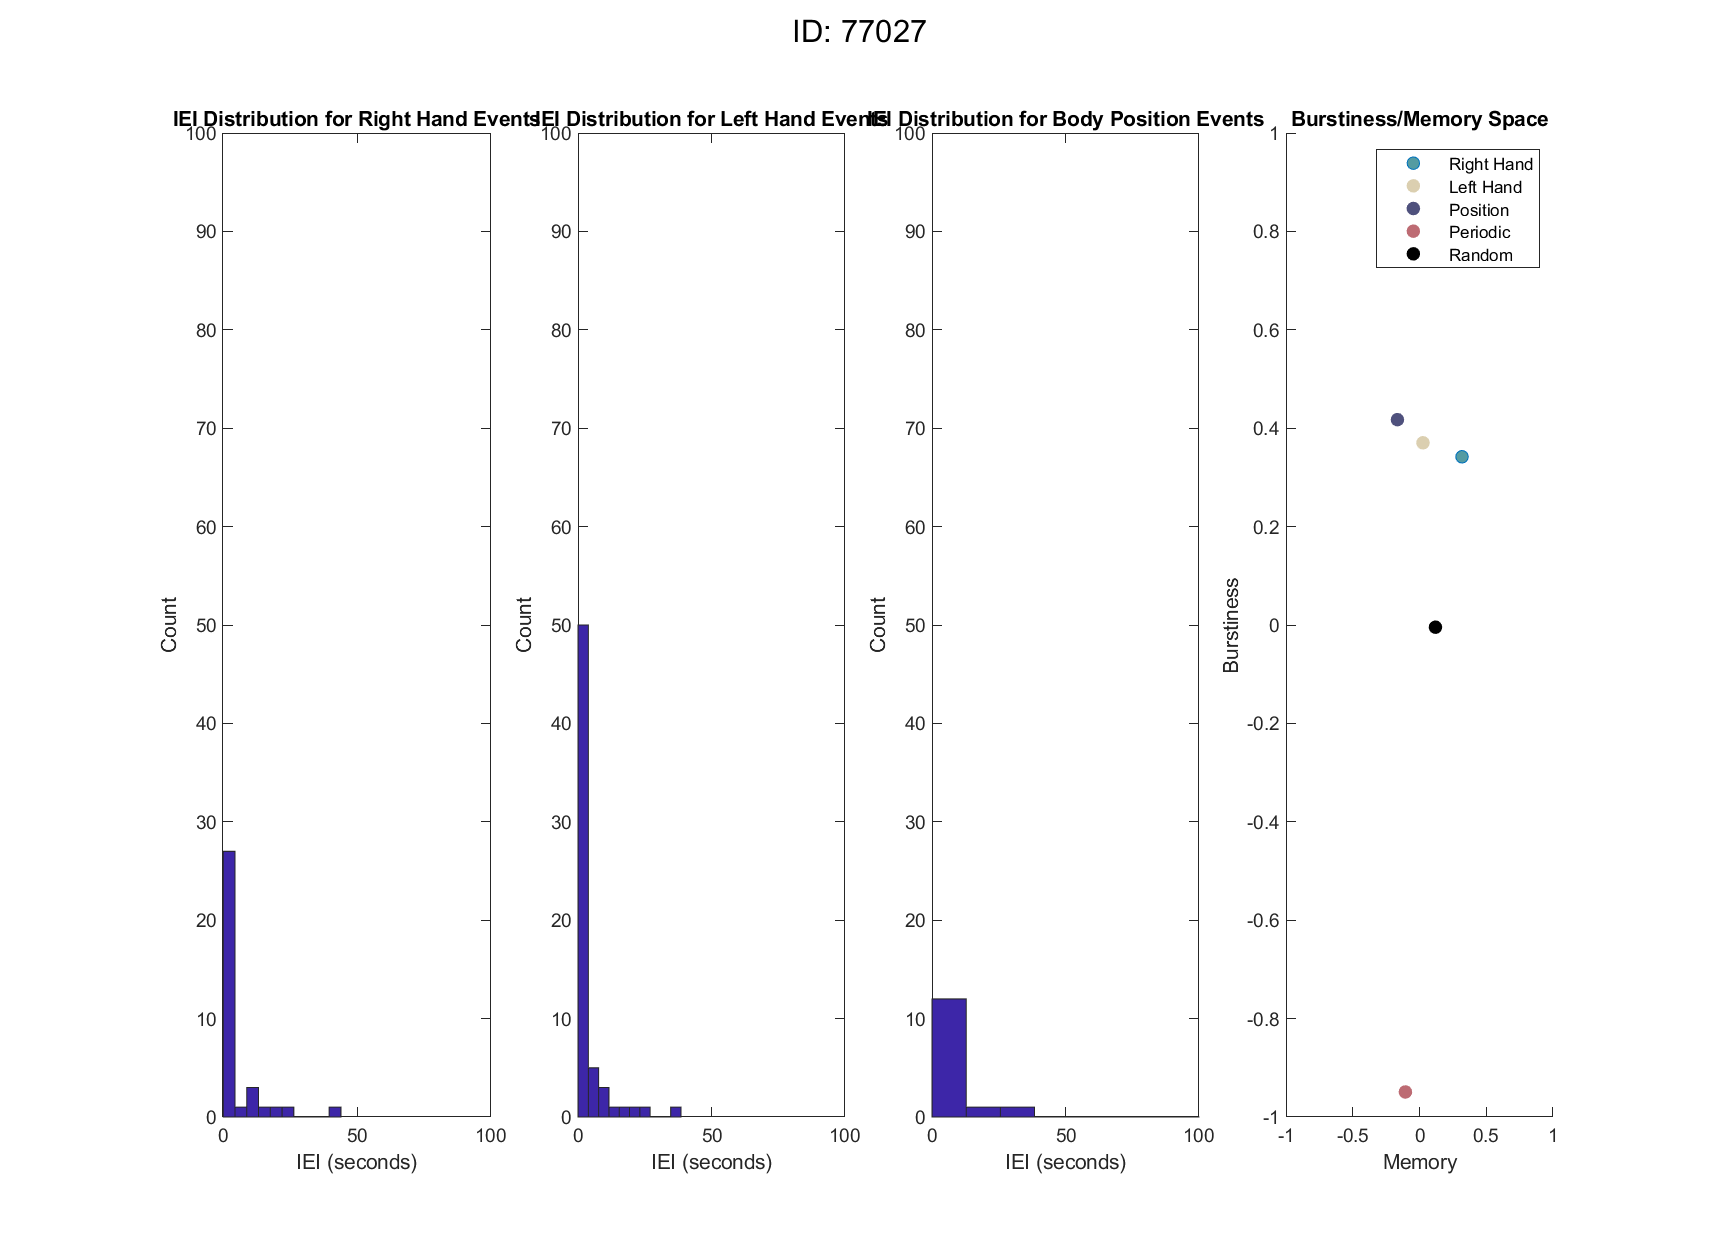 ID: 77027
IEI Distribution for Right Hand Events
100
90
80
70
60
50
40
30
20
10
0
Count
0 50 100
IEI (seconds)
IEI Distribution for Left Hand Events
100
90
80
70
60
50
40
30
20
10
0
Count
0 50 100
IEI (seconds)
IEI Distribution for Body Position Events
100
90
80
70
60
50
40
30
20
10
0
Count
0 50 100
IEI (seconds)
Burstiness/Memory Space
1
0.8
0.6
0.4
0.2
0
-0.2
-0.4
-0.6
-0.8
-1
Burstiness
Right Hand
Left Hand
Position
Periodic
Random
-1 -0.5 0 0.5 1
Memory